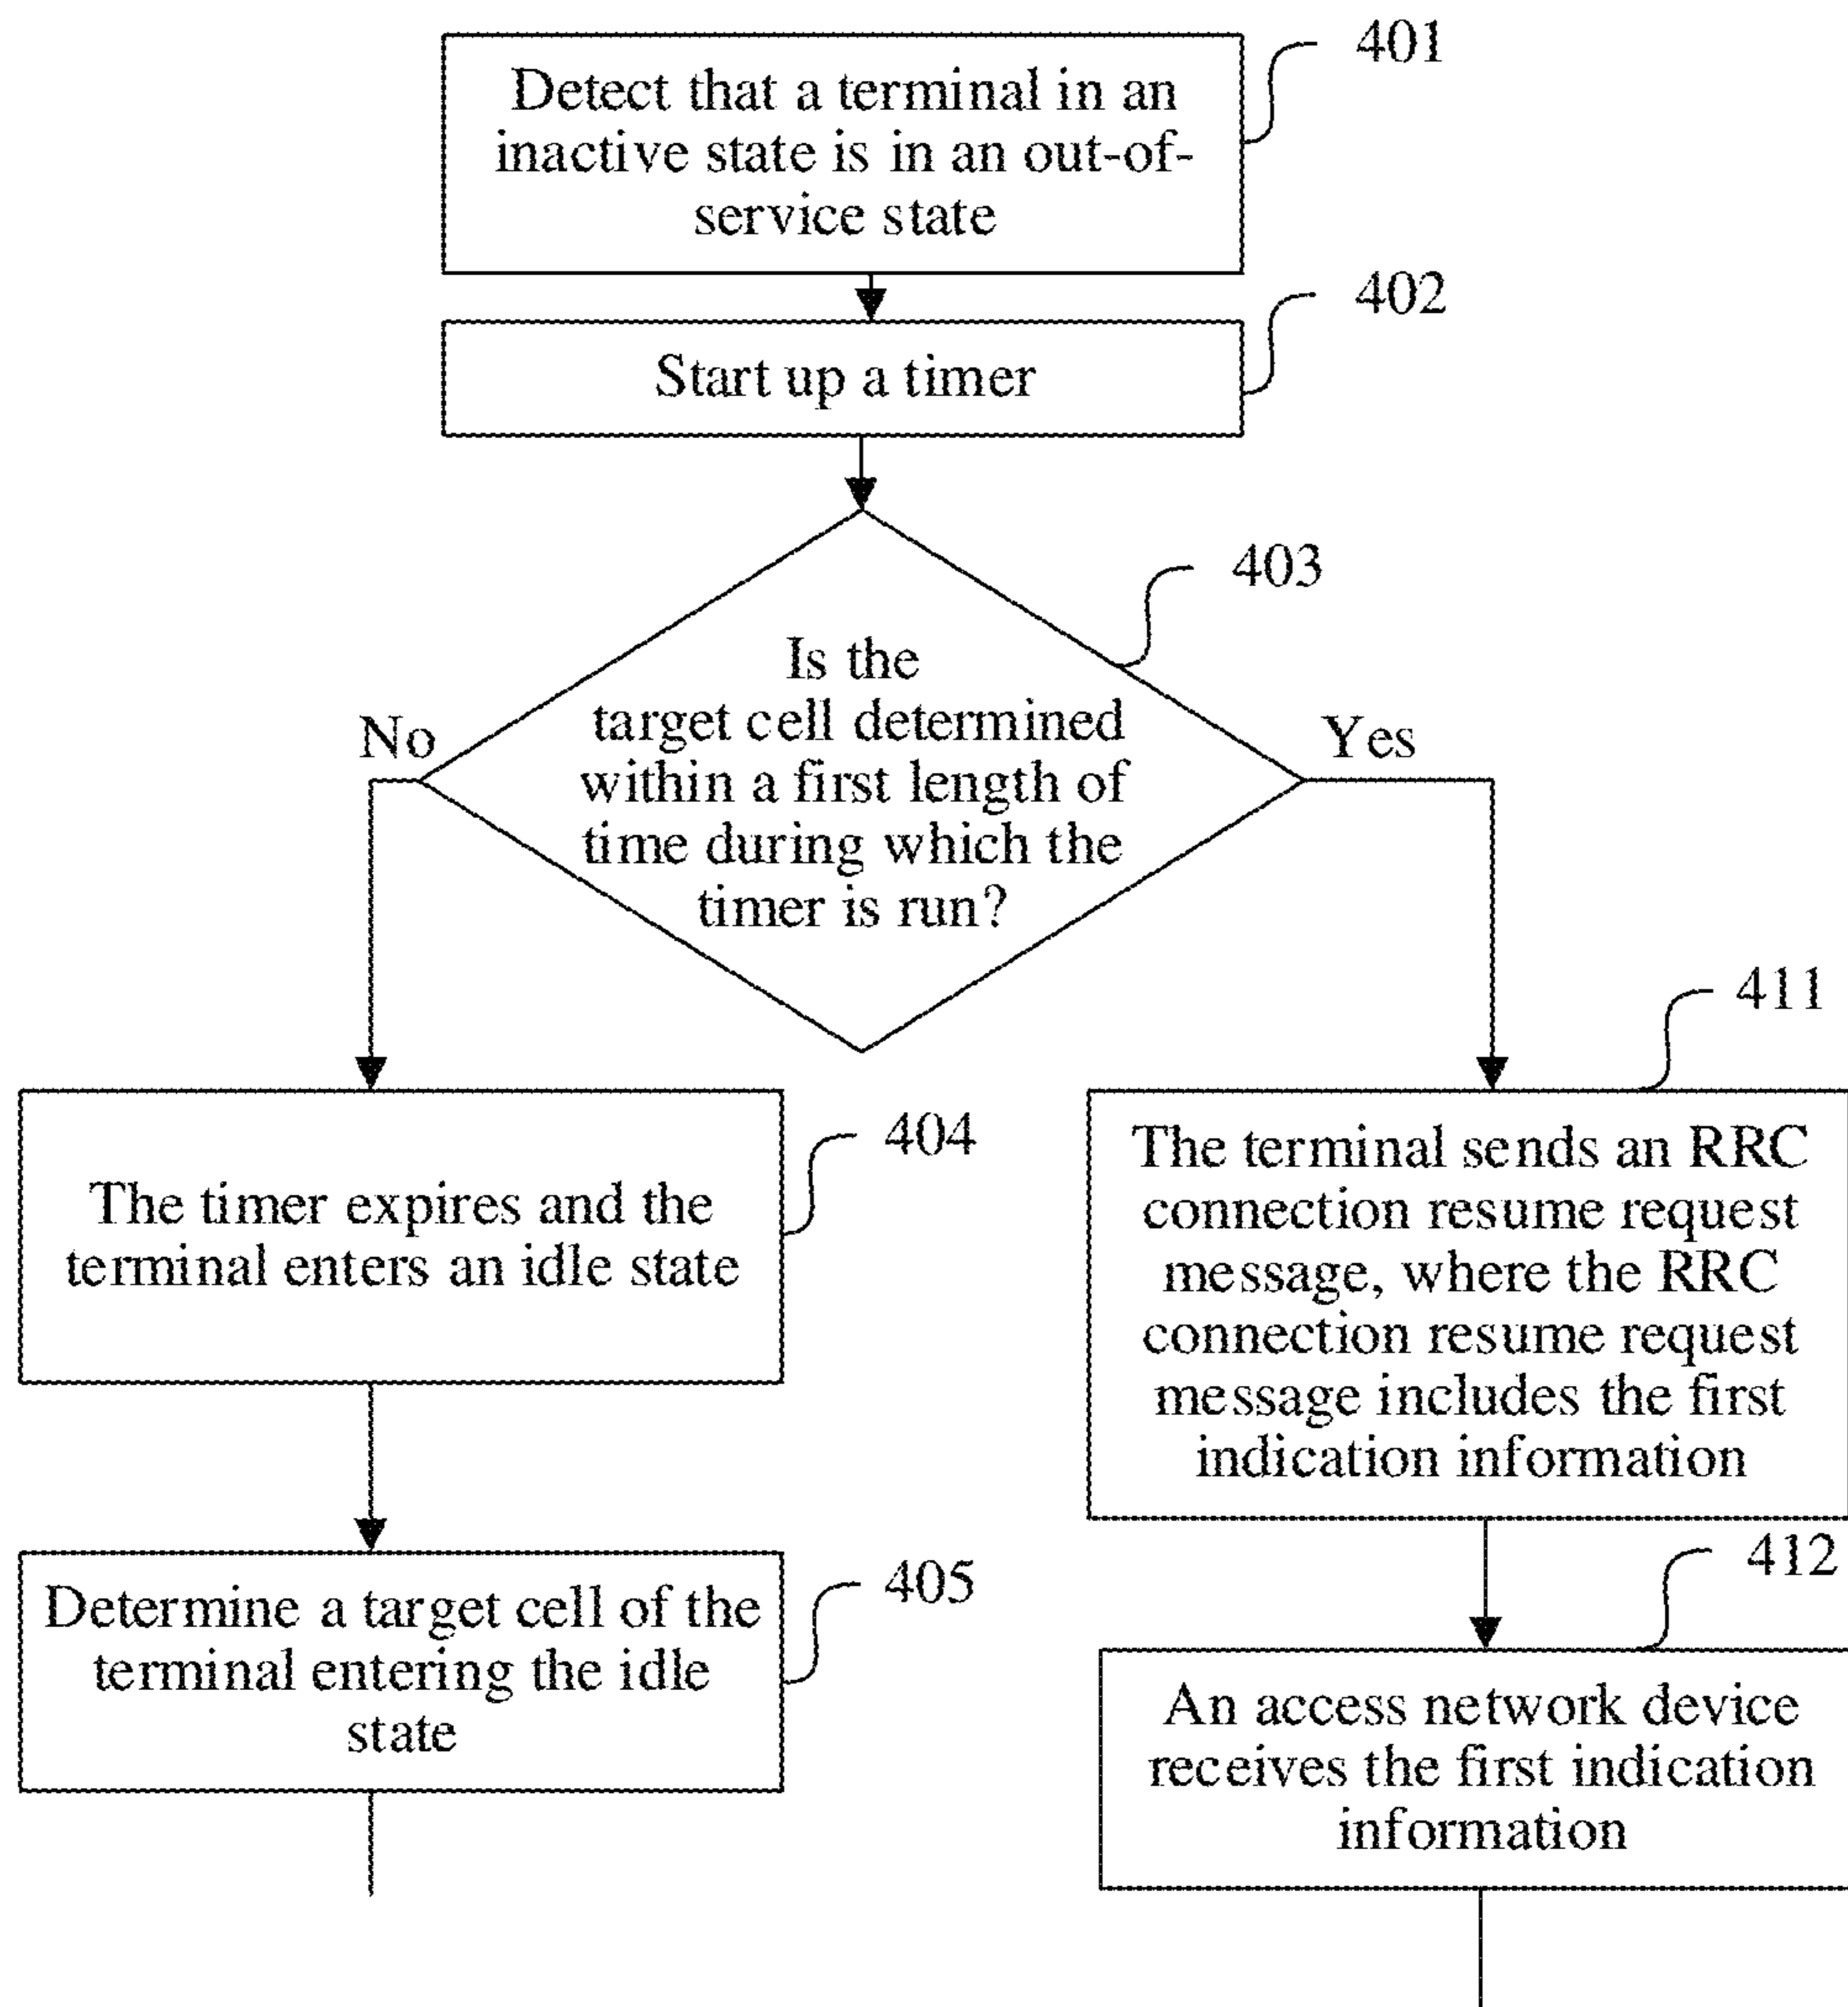 401
Detect that a terminal in an
inactive state is in an out-of-
service state
402
Start up a timer
403
Is the
target cell determined
within a first length of
time during which the
timer is run?
No
Yes
404
The timer expires and the
terminal enters an idle state
405
Determine a target cell of the
terminal entering the idle
state
411
The terminal sends an RRC
connection resume request
message, where the RRC
connection resume request
message includes the first
indication information
412
An access network device
receives the first indication
information